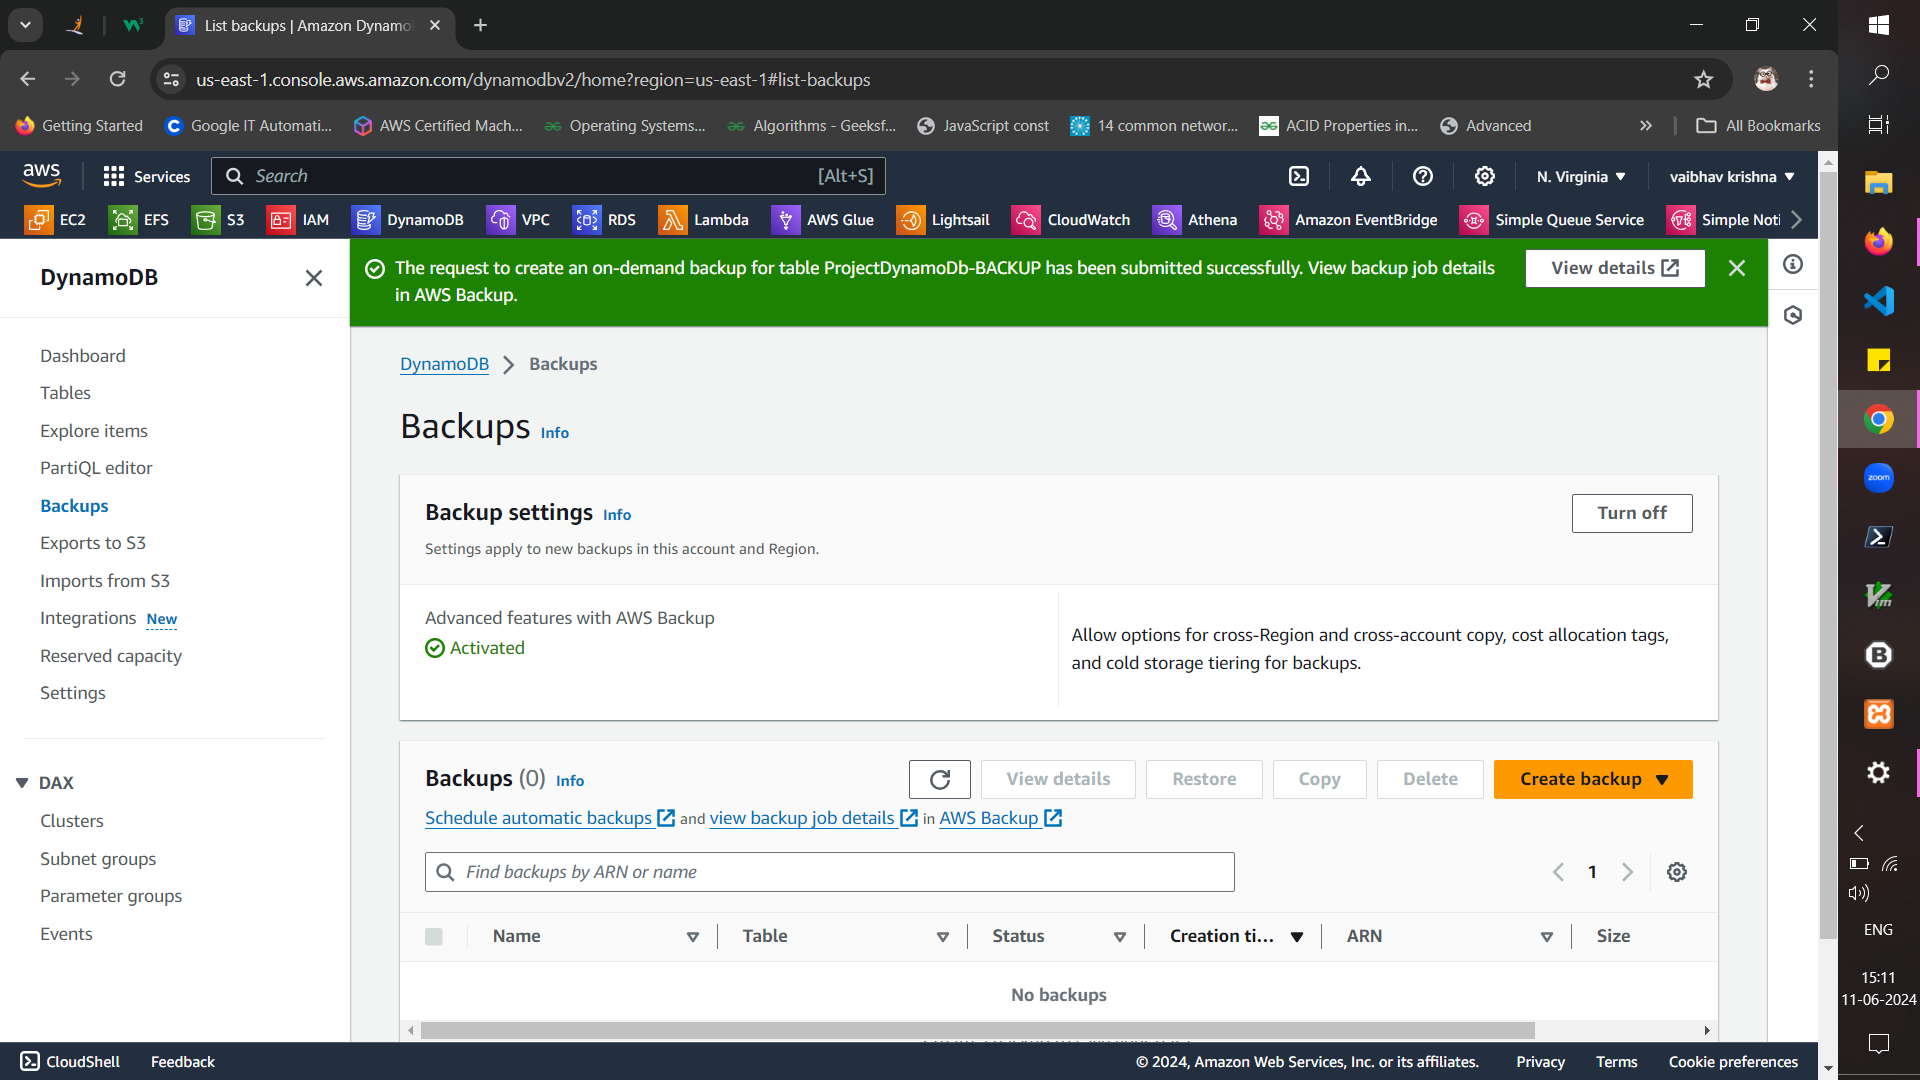 List backups | Amazon Dynamo
us-east-1.console.aws.amazon.com/dynamodbv2/home?region=us-east-1#list-backups
Getting Started
Google IT Automati...
AWS Certified Mach...
Operating Systems...
Algorithms - Geeksf...
JavaScript const
14 common networ...
ACID Properties in...
Advanced
All Bookmarks
aws
Services
Search
[Alt+S]
N. Virginia
vaibhav krishna
EC2
EFS
S3
IAM
DynamoDB
VPC
RDS
Lambda
AWS Glue
Lightsail
CloudWatch
Athena
Amazon EventBridge
Simple Queue Service
Simple Noti
DynamoDB
Dashboard
Tables
Explore items
PartiQL editor
Backups
Exports to S3
Imports from S3
Integrations New
Reserved capacity
Settings
DAX
Clusters
Subnet groups
Parameter groups
Events
The request to create an on-demand backup for table ProjectDynamoDb-BACKUP has been submitted successfully. View backup job details
in AWS Backup.
View details
DynamoDB > Backups
Backups Info
Backup settings Info
Settings apply to new backups in this account and Region.
Turn off
Advanced features with AWS Backup
Activated
Allow options for cross-Region and cross-account copy, cost allocation tags,
and cold storage tiering for backups.
Backups (0) Info
View details
Restore
Copy
Delete
Create backup
Schedule automatic backups and view backup job details in AWS Backup
Find backups by ARN or name
1
Name
Table
Status
Creation ti...
ARN
Size
No backups
CloudShell
Feedback
© 2024, Amazon Web Services, Inc. or its affiliates.
Privacy
Terms
Cookie preferences
zoom
ENG
15:11
11-06-2024